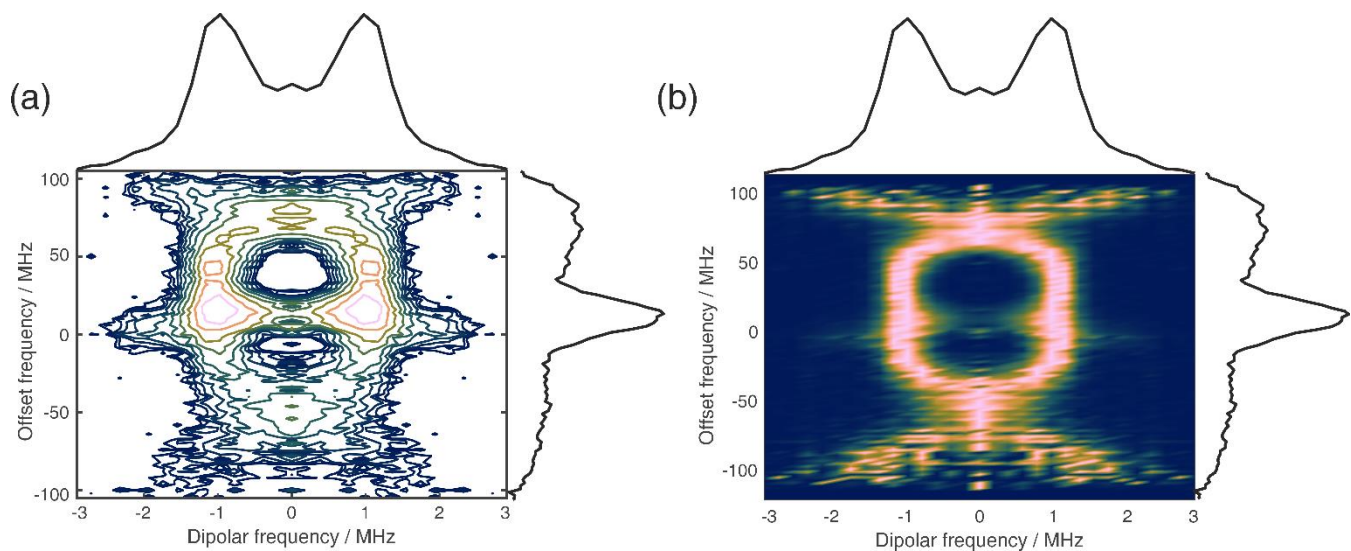 (a)
100
50
0
-50
-100
Offset frequency / MHz
-3 -2 -1 0 1 2 3
Dipolar frequency / MHz
(b)
100
50
0
-50
-100
Offset frequency / MHz
-3 -2 -1 0 1 2 3
Dipolar frequency / MHz